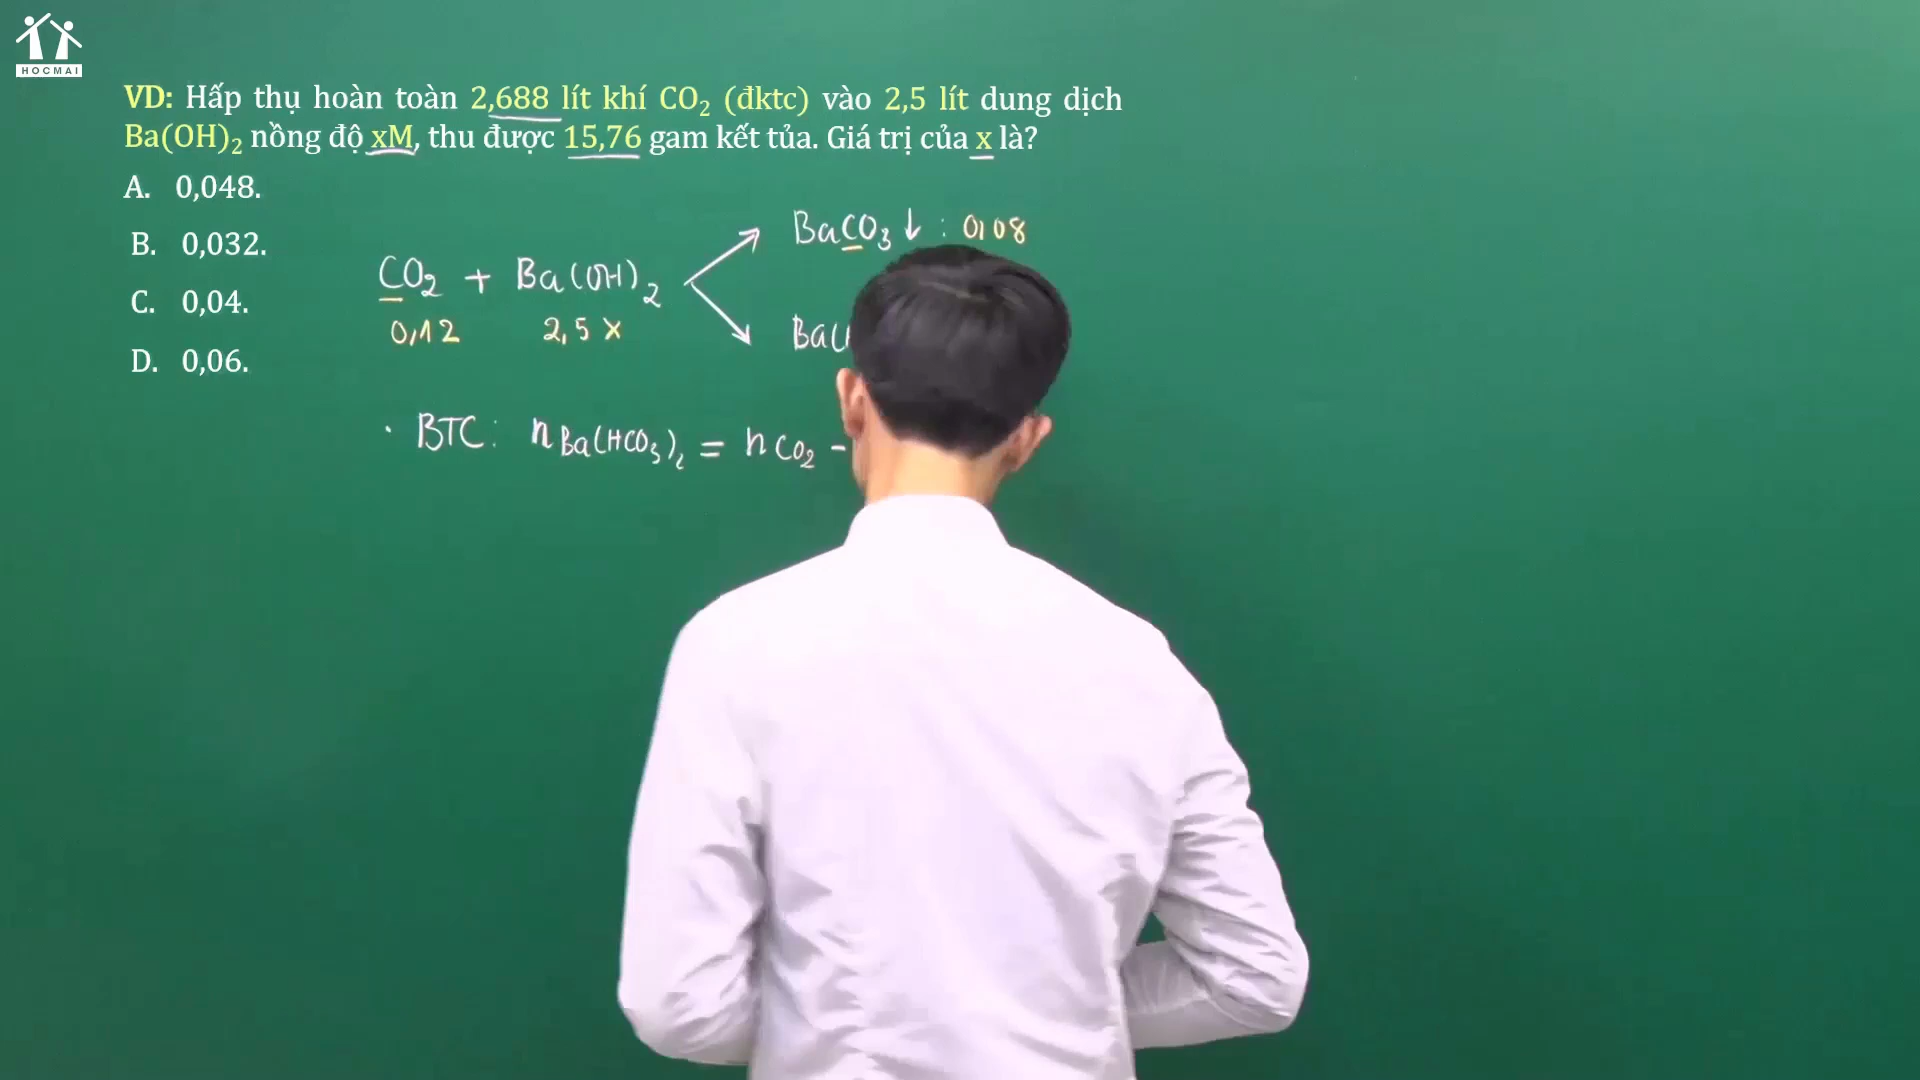 HOCMAI
VD: Hấp thụ hoàn toàn 2,688 lít khí CO₂ (đktc) vào 2,5 lít dung dịch
Ba(OH)₂ nồng độ xM, thu được 15,76 gam kết tủa. Giá trị của x là?
A. 0,048.
B. 0,032.
C. 0,04.
D. 0,06.
BaCO₃↓ : 0,08
CO₂ + Ba(OH)₂
0,12 2,5 x
Ba(
· BTC: nBa(HCO₃)₂ = nCO₂ -